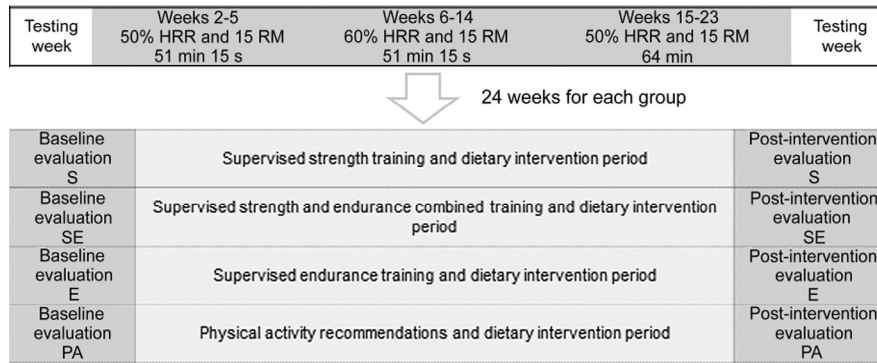 Testing
week
Weeks 2-5
50% HRR and 15 RM
51 min 15 s
Weeks 6-14
60% HRR and 15 RM
51 min 15 s
Weeks 15-23
50% HRR and 15 RM
64 min
Testing
week
24 weeks for each group
Baseline
evaluation
S
Supervised strength training and dietary intervention period
Post-intervention
evaluation
S
Baseline
evaluation
SE
Supervised strength and endurance combined training and dietary intervention
period
Post-intervention
evaluation
SE
Baseline
evaluation
E
Supervised endurance training and dietary intervention period
Post-intervention
evaluation
E
Baseline
evaluation
PA
Physical activity recommendations and dietary intervention period
Post-intervention
evaluation
PA